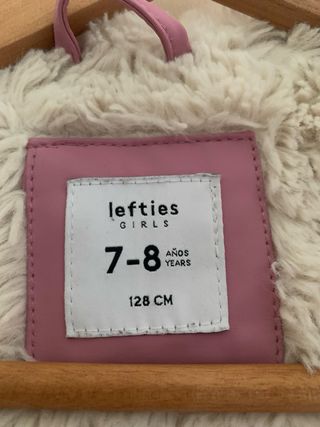 lefties
GIRLS
7-8 AÑOS
YEARS
128 CM